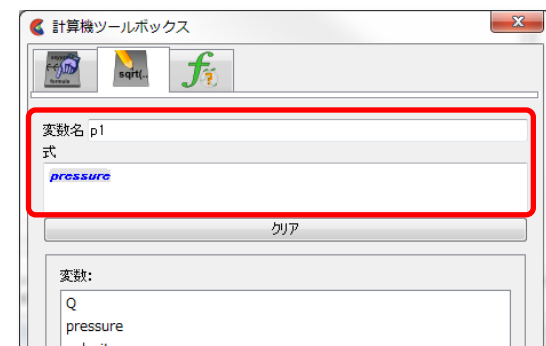 計算機ツールボックス
sqrt(..
f?
変数名 p1
式
pressure
クリア
変数:
Q
pressure